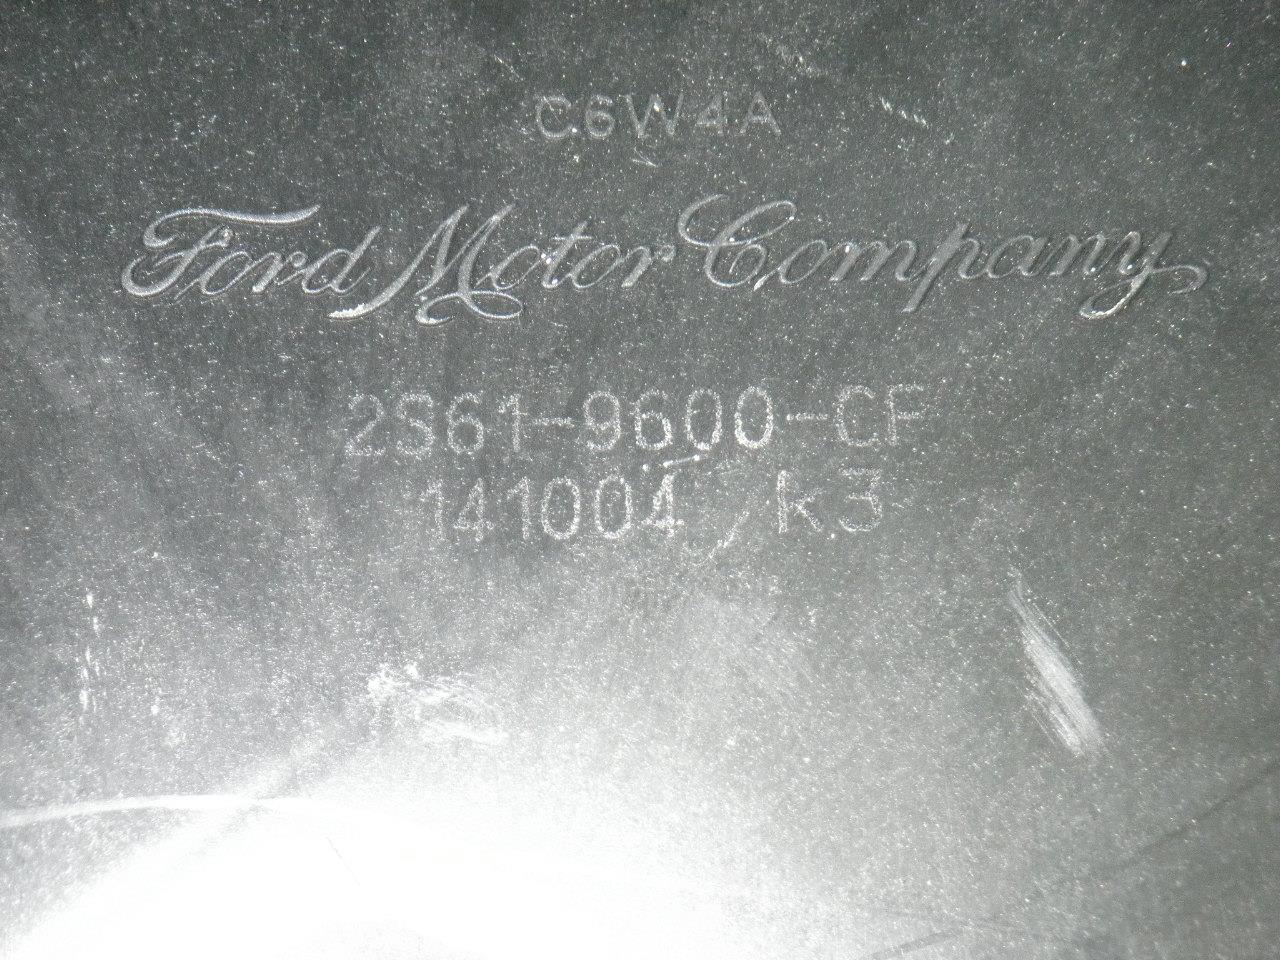 C6W4A
Ford Motor Company
2S61-9600-CF
141004 k3